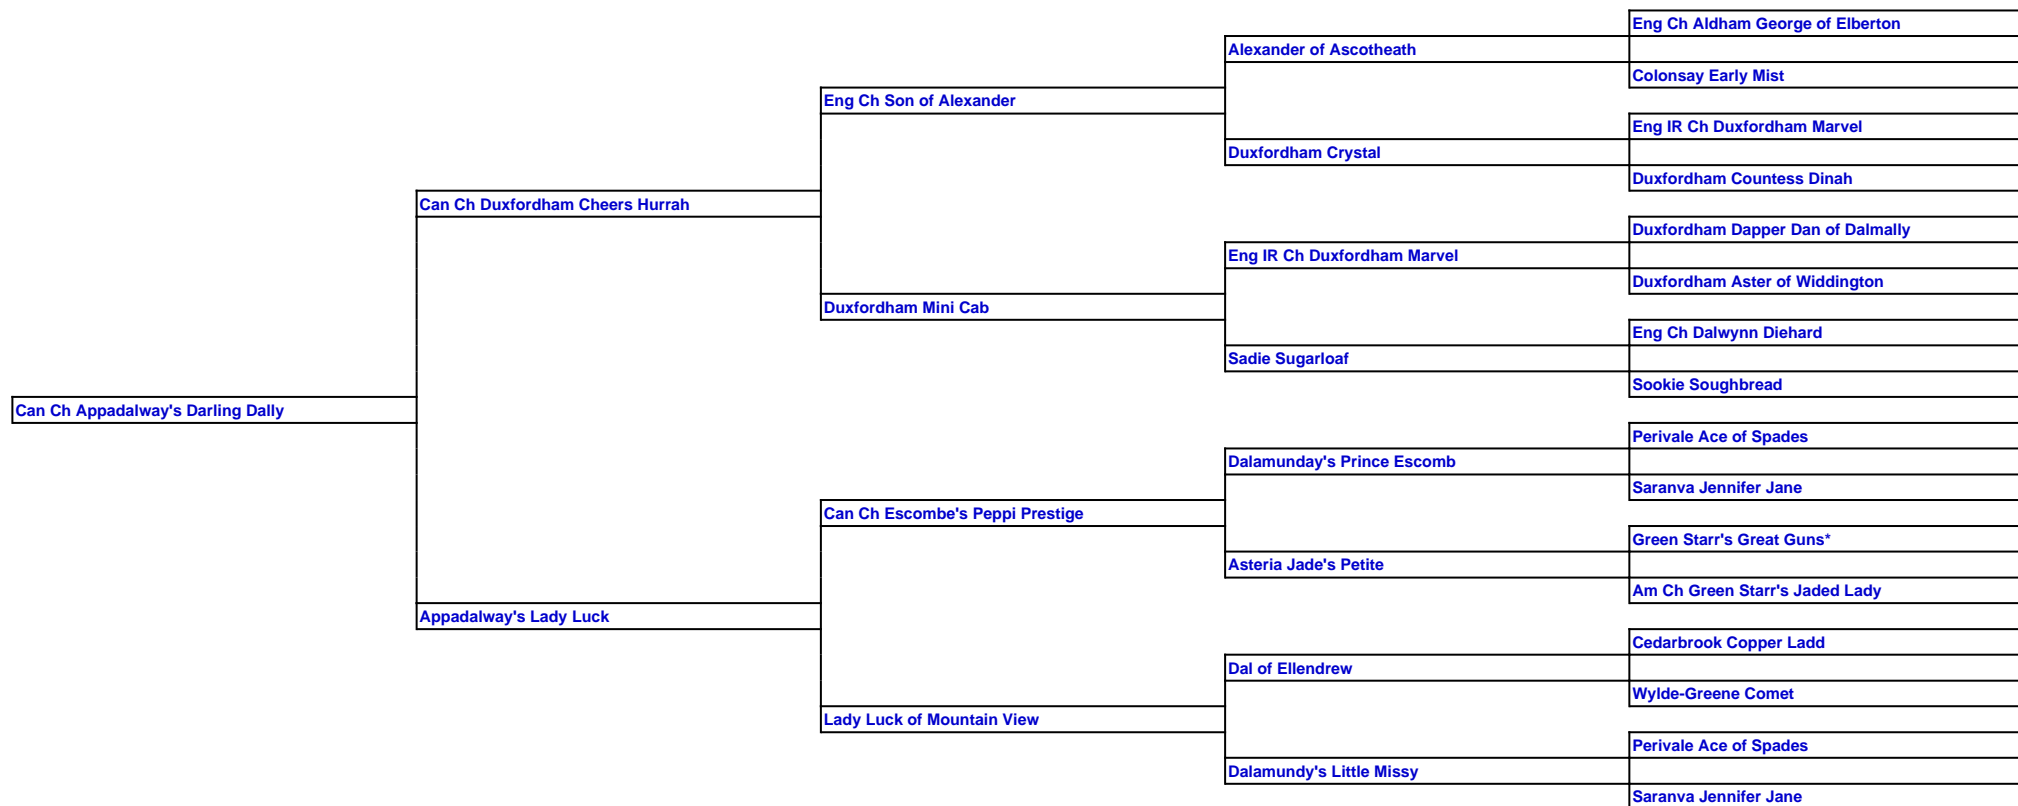 Eng Ch Aldham George of Elberton
Alexander of Ascotheath
Colonsay Early Mist
Eng Ch Son of Alexander
Eng IR Ch Duxfordham Marvel
Duxfordham Crystal
Duxfordham Countess Dinah
Can Ch Duxfordham Cheers Hurrah
Duxfordham Dapper Dan of Dalmally
Eng IR Ch Duxfordham Marvel
Duxfordham Aster of Widdington
Duxfordham Mini Cab
Eng Ch Dalwynn Diehard
Sadie Sugarloaf
Sookie Soughbread
Can Ch Appadalway's Darling Dally
Perivale Ace of Spades
Dalamunday's Prince Escomb
Saranva Jennifer Jane
Can Ch Escombe's Peppi Prestige
Green Starr's Great Guns*
Asteria Jade's Petite
Am Ch Green Starr's Jaded Lady
Appadalway's Lady Luck
Cedarbrook Copper Ladd
Dal of Ellendrew
Wylde-Greene Comet
Lady Luck of Mountain View
Perivale Ace of Spades
Dalamundy's Little Missy
Saranva Jennifer Jane